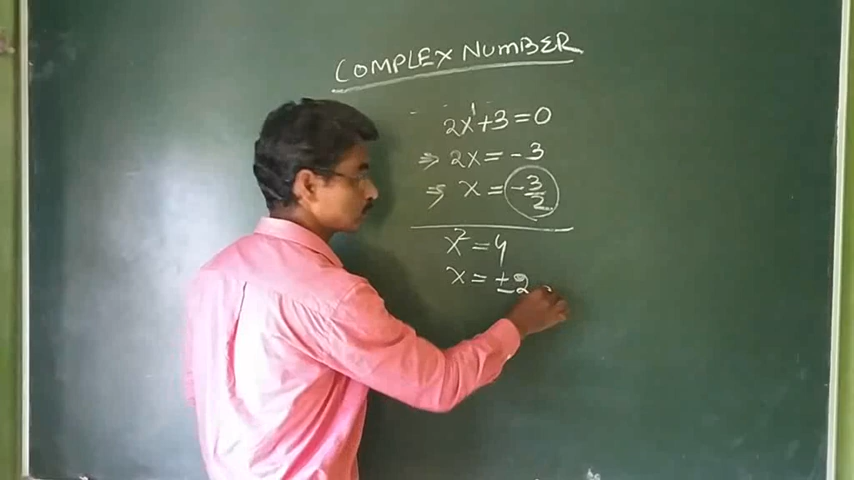 COMPLEX NUMBER
2x¹+3=0
⇒ 2x = -3
⇒ x = -3/2
x² = 4
x = ±2